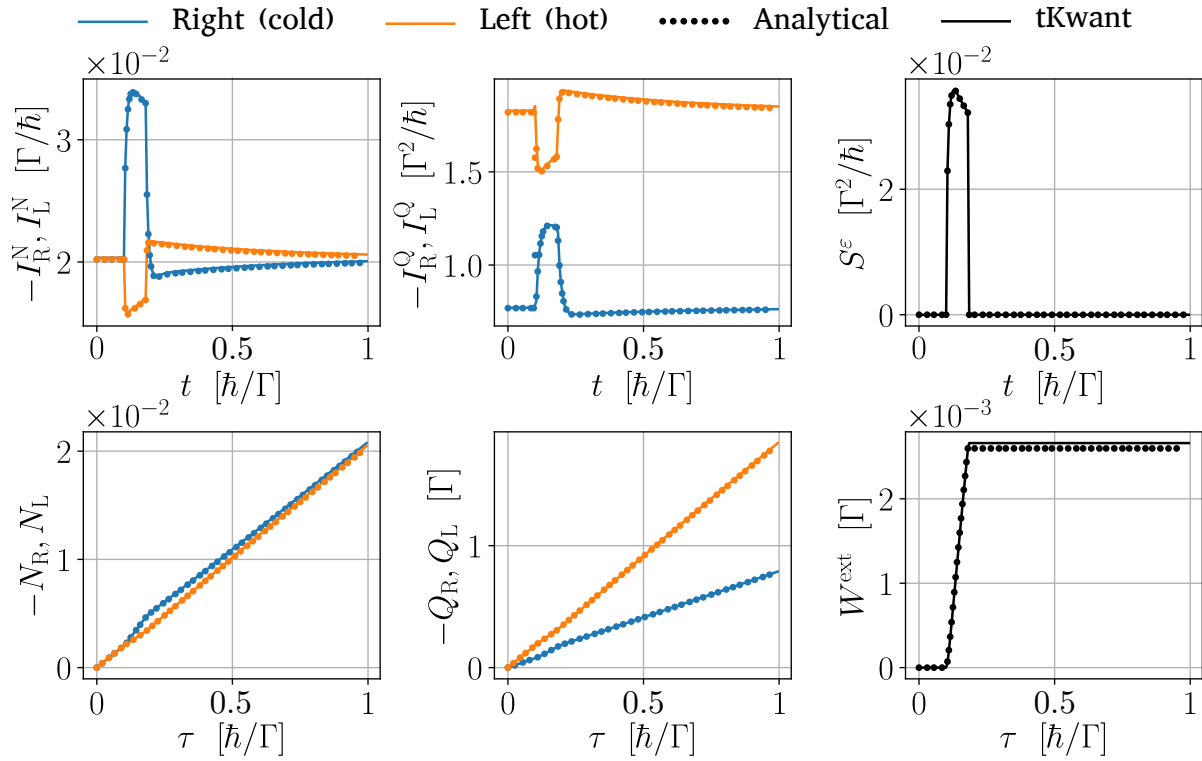 Right (cold) Left (hot) Analytical tKwant
×10⁻²
3
2
−I_R^N, I_L^N [Γ/ħ]
0 0.5 1
t [ħ/Γ]
1.5
1.0
−I_R^Q, I_L^Q [Γ²/ħ]
0 0.5 1
t [ħ/Γ]
×10⁻²
2
0
S^ε [Γ²/ħ]
0 0.5 1
t [ħ/Γ]
×10⁻²
2
1
0
−N_R, N_L
0 0.5 1
τ [ħ/Γ]
1
0
−Q_R, Q_L [Γ]
0 0.5 1
τ [ħ/Γ]
×10⁻³
2
0
W^ext [Γ]
0 0.5 1
τ [ħ/Γ]